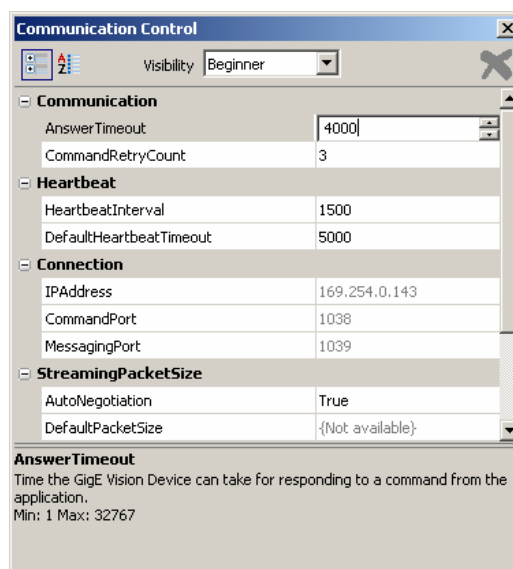 Communication Control
Visibility Beginner
Communication
AnswerTimeout 4000
CommandRetryCount 3
Heartbeat
HeartbeatInterval 1500
DefaultHeartbeatTimeout 5000
Connection
IPAddress 169.254.0.143
CommandPort 1038
MessagingPort 1039
StreamingPacketSize
AutoNegotiation True
DefaultPacketSize {Not available}
AnswerTimeout
Time the GigE Vision Device can take for responding to a command from the
application.
Min: 1 Max: 32767